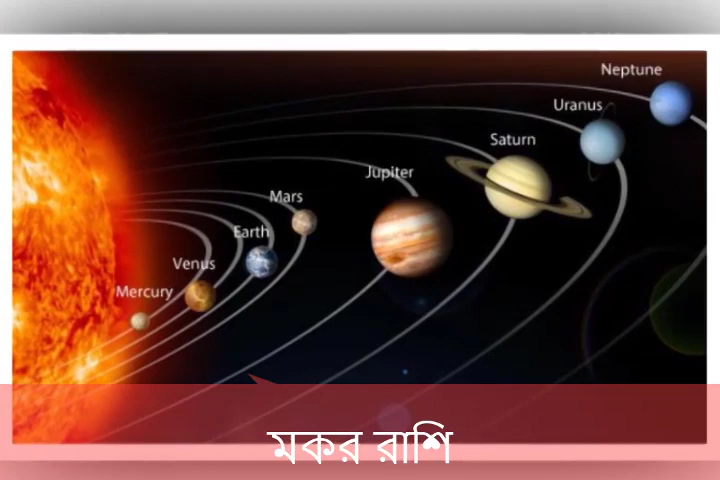 Neptune
Uranus
Saturn
Jupiter
Mars
Earth
Venus
Mercury
মকর রাশি